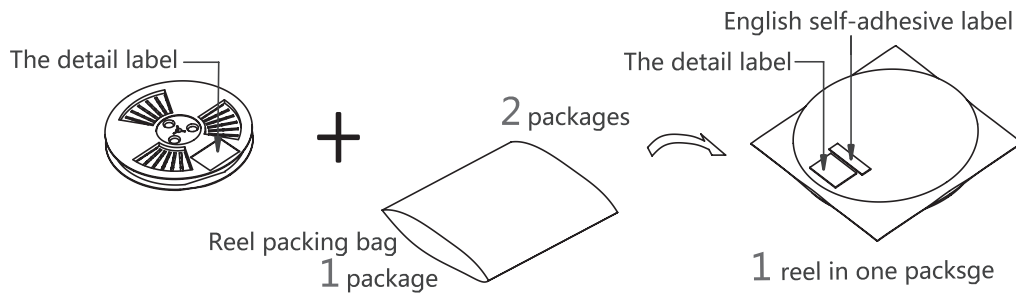 The detail label
2 packages
Reel packing bag
1 package
English self-adhesive label
The detail label
1 reel in one packsge